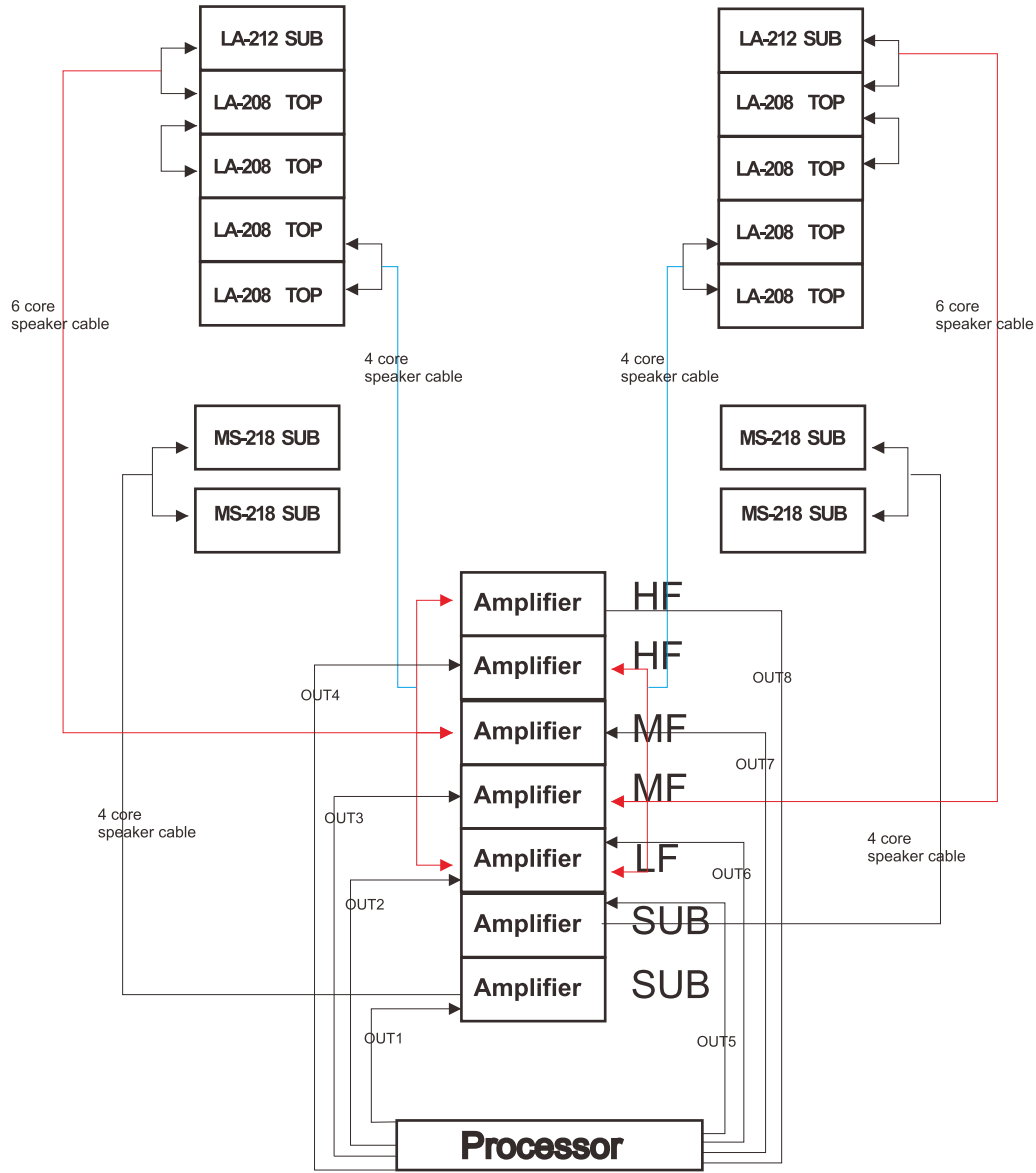 LA-212 SUB
LA-212 SUB
LA-208 TOP
LA-208 TOP
LA-208 TOP
LA-208 TOP
LA-208 TOP
LA-208 TOP
LA-208 TOP
LA-208 TOP
6 core
speaker cable
6 core
speaker cable
4 core
speaker cable
4 core
speaker cable
MS-218 SUB
MS-218 SUB
MS-218 SUB
MS-218 SUB
Amplifier HF
Amplifier HF
OUT4
OUT8
Amplifier MF
OUT7
Amplifier MF
4 core
speaker cable
OUT3
4 core
speaker cable
Amplifier LF
OUT6
OUT2
Amplifier SUB
Amplifier SUB
OUT1
OUT5
Processor